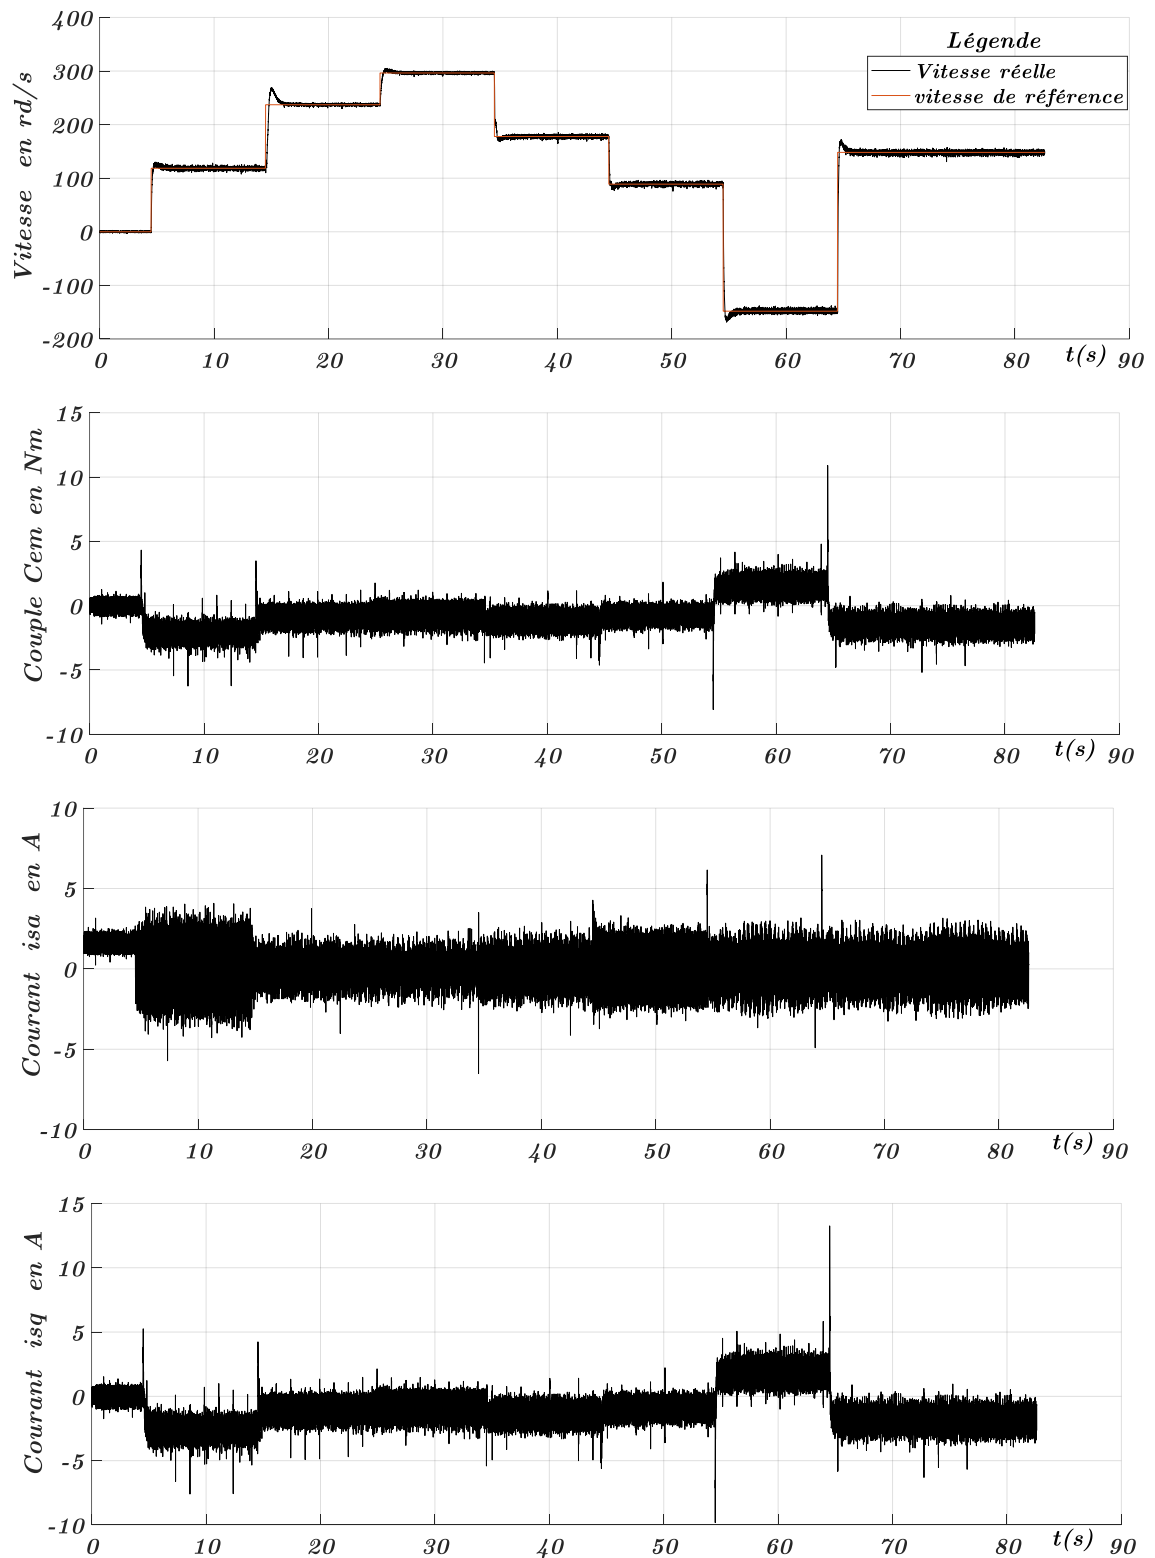 Vitesse en rd/s
400
300
200
100
0
-100
-200
0 10 20 30 40 50 60 70 80 90
t(s)
Légende
Vitesse réelle
vitesse de référence
Couple Cem en Nm
15
10
5
0
-5
-10
0 10 20 30 40 50 60 70 80 90
t(s)
Courant isa en A
10
5
0
-5
-10
0 10 20 30 40 50 60 70 80 90
t(s)
Courant isq en A
15
10
5
0
-5
-10
0 10 20 30 40 50 60 70 80 90
t(s)